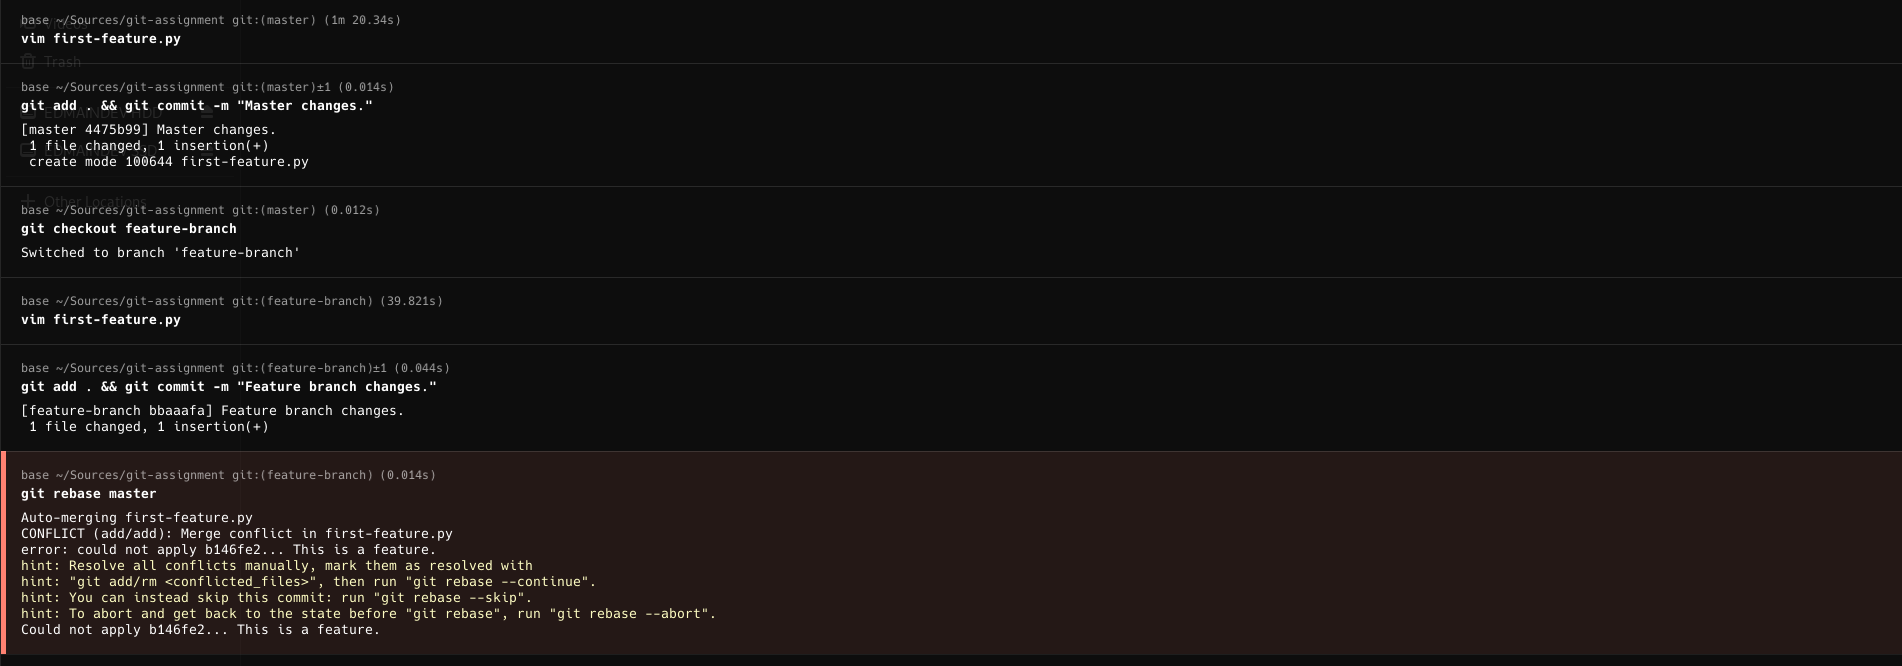 base ~/Sources/git-assignment git:(master) (1m 20.34s)
vim first-feature.py
Trash
base ~/Sources/git-assignment git:(master)±1 (0.014s)
git add . && git commit -m "Master changes."
EDMAINDEV HDD
[master 4475b99] Master changes.
 1 file changed, 1 insertion(+)
 create mode 100644 first-feature.py
Other Locations
base ~/Sources/git-assignment git:(master) (0.012s)
git checkout feature-branch
Switched to branch 'feature-branch'
base ~/Sources/git-assignment git:(feature-branch) (39.821s)
vim first-feature.py
base ~/Sources/git-assignment git:(feature-branch)±1 (0.044s)
git add . && git commit -m "Feature branch changes."
[feature-branch bbaaafa] Feature branch changes.
 1 file changed, 1 insertion(+)
base ~/Sources/git-assignment git:(feature-branch) (0.014s)
git rebase master
Auto-merging first-feature.py
CONFLICT (add/add): Merge conflict in first-feature.py
error: could not apply b146fe2... This is a feature.
hint: Resolve all conflicts manually, mark them as resolved with
hint: "git add/rm <conflicted_files>", then run "git rebase --continue".
hint: You can instead skip this commit: run "git rebase --skip".
hint: To abort and get back to the state before "git rebase", run "git rebase --abort".
Could not apply b146fe2... This is a feature.